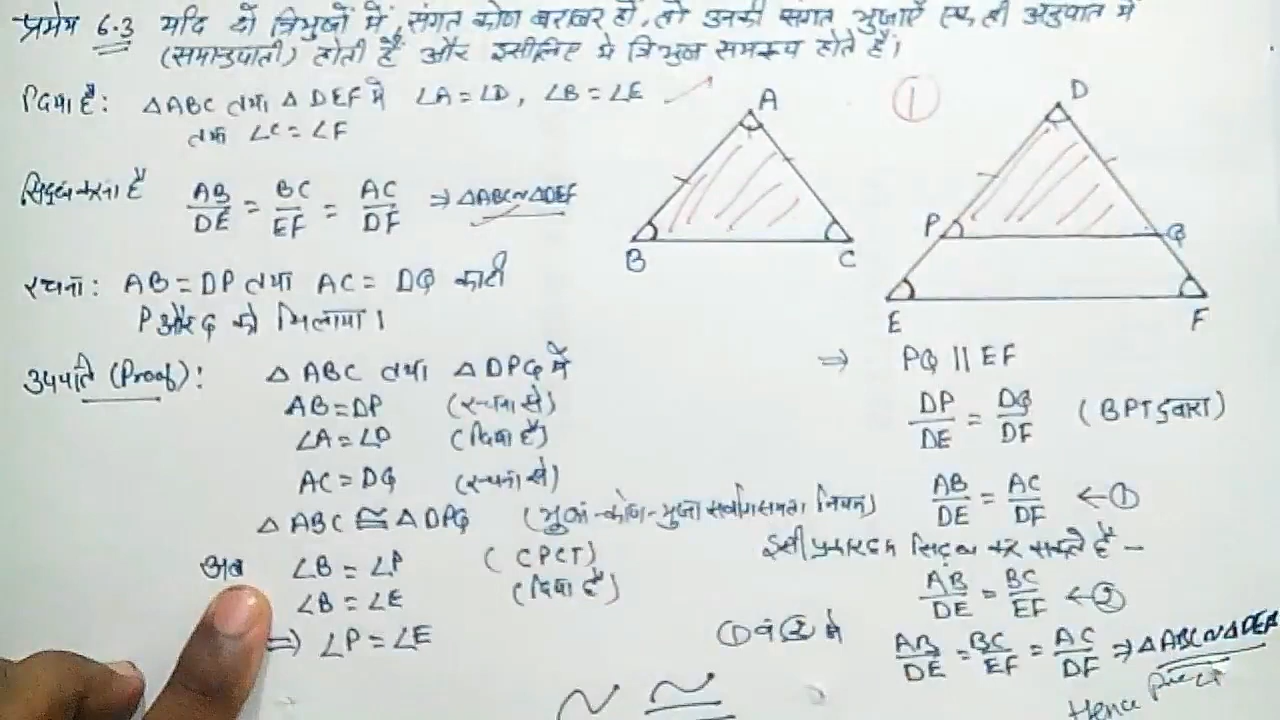 प्रमेय 6.3 यदि दो त्रिभुजों में, संगत कोण बराबर हों, तो उनकी संगत भुजाएँ एक ही अनुपात में
(समानुपाती) होती हैं और इसीलिए ये त्रिभुज समरूप होते हैं।
दिया है: △ABC तथा △DEF में ∠A=∠D, ∠B=∠E
तथा ∠C=∠F
सिद्ध करना है AB/DE = BC/EF = AC/DF ⇒ △ABC~△DEF
रचना: AB=DP तथा AC=DQ काटी
P और Q को मिलाया।
उपपत्ति (Proof): △ABC तथा △DPQ में
AB=DP (रचना से)
∠A=∠D (दिया है)
AC=DQ (रचना से)
△ABC ≅ △DPQ (भुजा-कोण-भुजा सर्वांगसमता नियम)
अब ∠B=∠P (CPCT)
∠B=∠E (दिया है)
⇒ ∠P=∠E
①
A
B
C
D
P
Q
E
F
⇒ PQ || EF
DP/DE = DQ/DF (BPT द्वारा)
AB/DE = AC/DF ←①
इसी प्रकार हम सिद्ध कर सकते हैं –
AB/DE = BC/EF ←②
① व ② से AB/DE = BC/EF = AC/DF ⇒ △ABC~△DEF
Hence
~ ≅